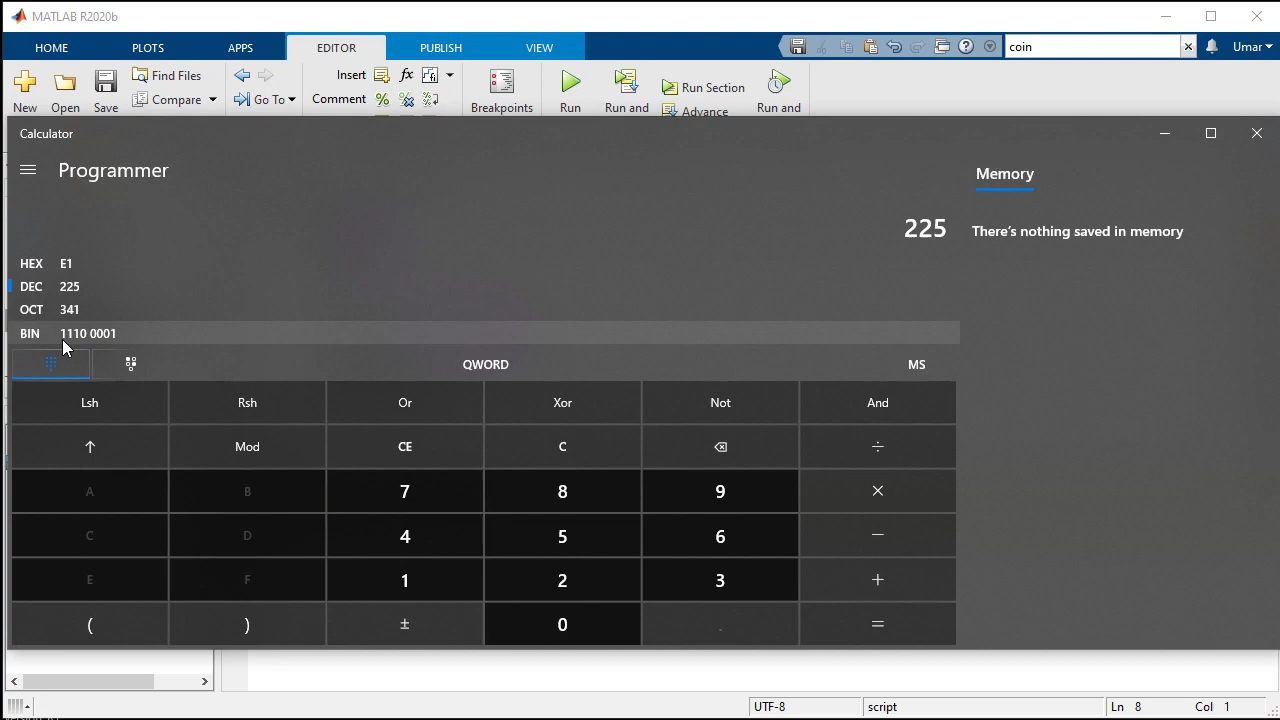 MATLAB R2020b
HOME PLOTS APPS EDITOR PUBLISH VIEW coin Umar
Find Files Insert fx Run Section
Compare Go To Comment
New Open Save Breakpoints Run Run and Advance Run and
Calculator
Programmer Memory
225 There's nothing saved in memory
HEX E1
DEC 225
OCT 341
BIN 1110 0001
QWORD MS
Lsh Rsh Or Xor Not And
↑ Mod CE C ÷
A B 7 8 9 ×
C D 4 5 6 −
E F 1 2 3 +
( ) ± 0 . =
UTF-8 script Ln 8 Col 1